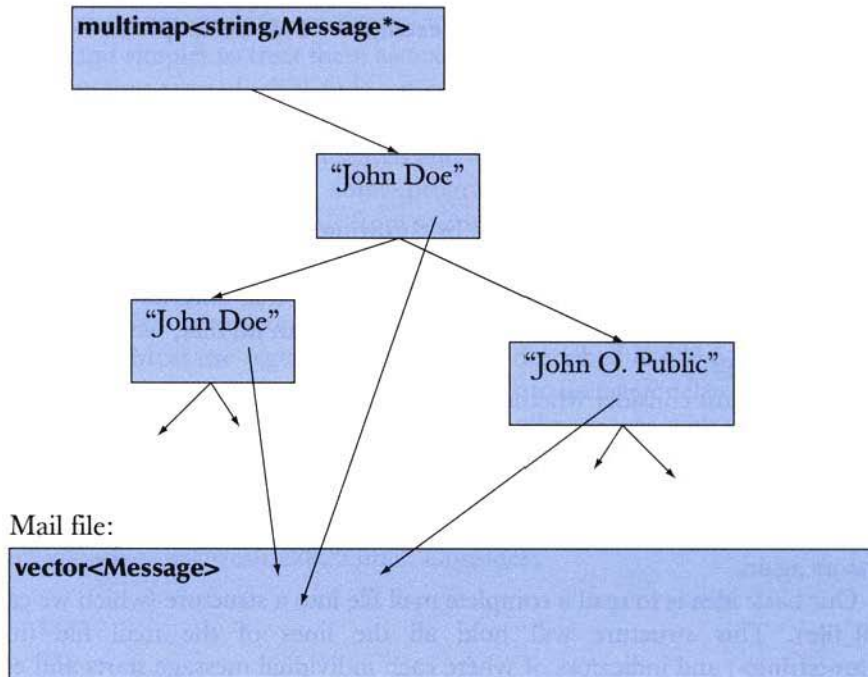 multimap<string,Message*>
“John Doe”
“John Doe”
“John O. Public”
Mail file:
vector<Message>